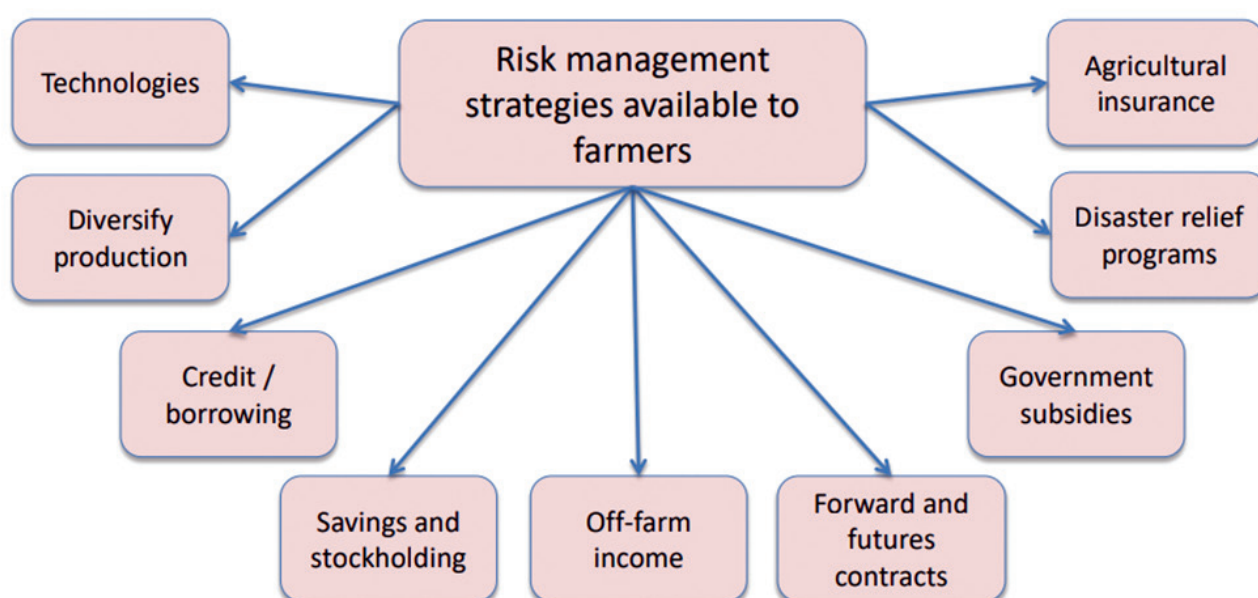 Risk management
strategies available to
farmers
Technologies
Diversify
production
Credit /
borrowing
Savings and
stockholding
Off-farm
income
Forward and
futures
contracts
Government
subsidies
Disaster relief
programs
Agricultural
insurance